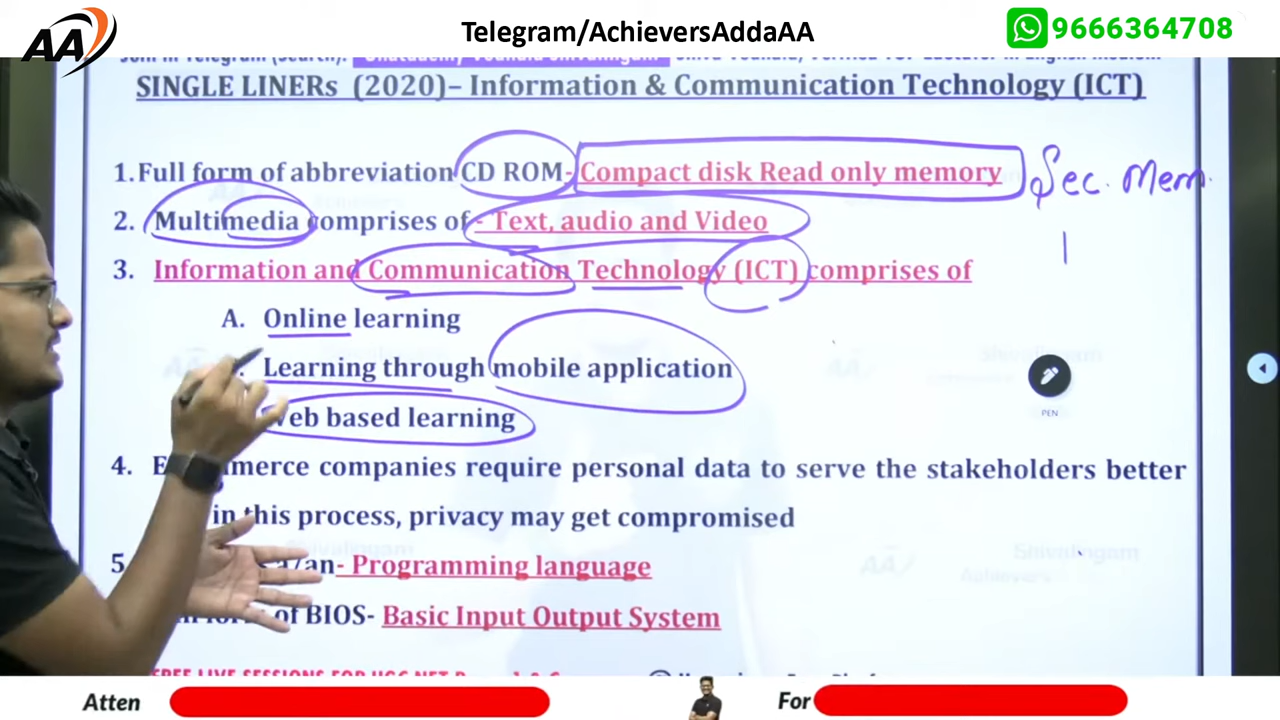 AA
Telegram/AchieversAddaAA
9666364708
SINGLE LINERs (2020)– Information & Communication Technology (ICT)
1.Full form of abbreviation CD ROM- Compact disk Read only memory
Sec. Mem.
2. Multimedia comprises of - Text, audio and Video
3. Information and Communication Technology (ICT) comprises of
A. Online learning
Learning through mobile application
Web based learning
4. E merce companies require personal data to serve the stakeholders better
in this process, privacy may get compromised
5. a/an- Programming language
of BIOS- Basic Input Output System
PEN
Atten
For